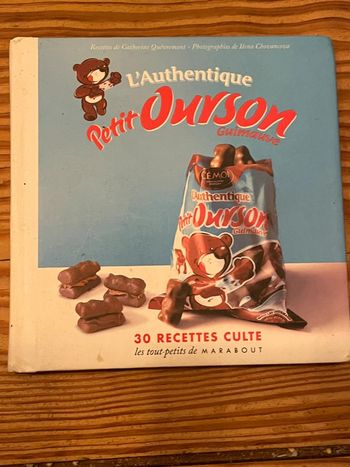 Recettes de Catherine Quévremont - Photographies de Ilona Chovancova
L'Authentique
Petit Ourson
Guimauve
CÉMOI
L'Authentique
Petit
Ourson
Guimauve
30 RECETTES CULTE
les tout-petits de MARABOUT